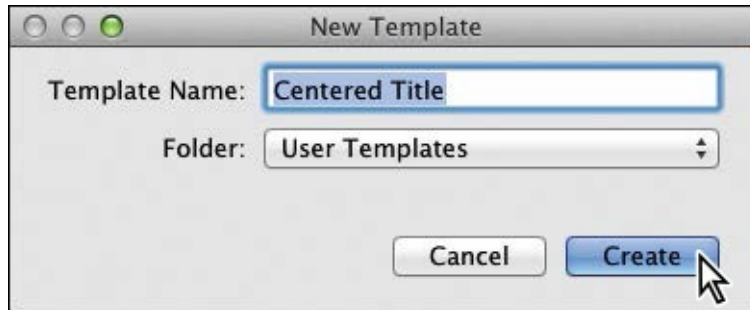 New Template
Template Name: Centered Title
Folder: User Templates
Cancel Create